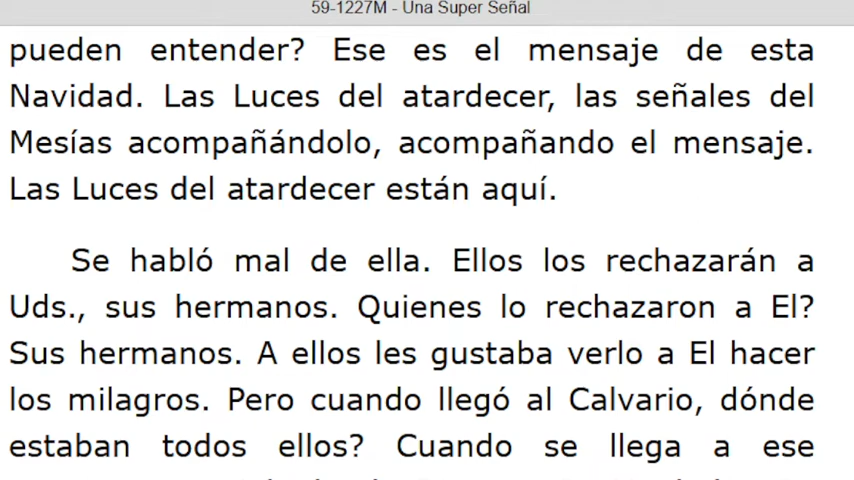 59-1227M - Una Super Señal
pueden entender? Ese es el mensaje de esta
Navidad. Las Luces del atardecer, las señales del
Mesías acompañándolo, acompañando el mensaje.
Las Luces del atardecer están aquí.
Se habló mal de ella. Ellos los rechazarán a
Uds., sus hermanos. Quienes lo rechazaron a El?
Sus hermanos. A ellos les gustaba verlo a El hacer
los milagros. Pero cuando llegó al Calvario, dónde
estaban todos ellos? Cuando se llega a ese